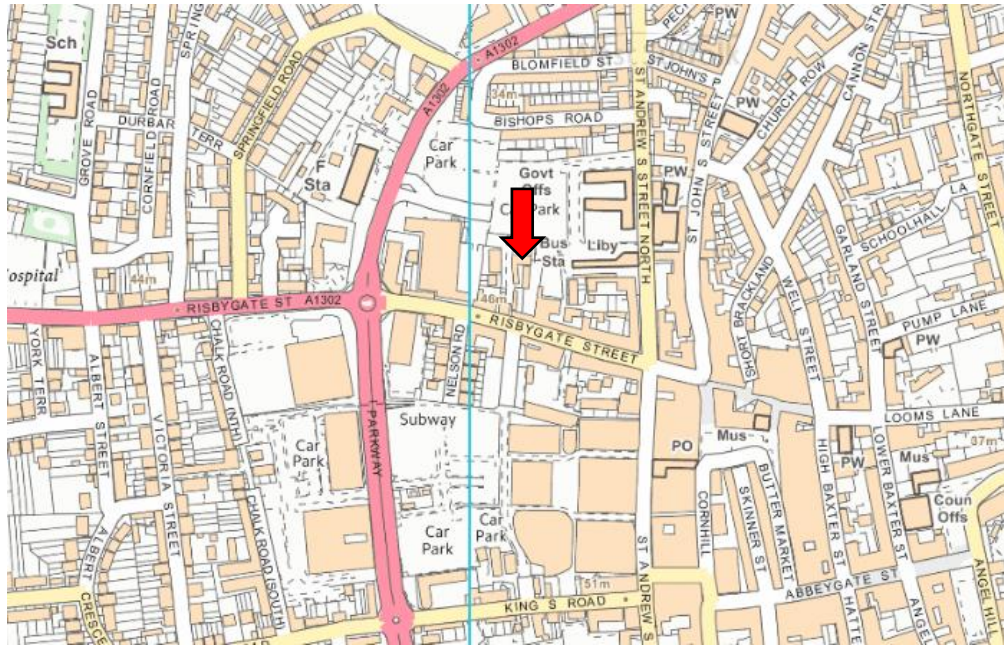 Sch
GROVE ROAD
DURBAR
TERR
CORNFIELD ROAD
SPRING
SPRINGFIELD ROAD
A1302
A1302
BLOMFIELD ST
34m
BISHOPS ROAD
ST JOHN'S P
PW
CHURCH ROW
CANNON
NORTHGATE STREET
Car
Park
F
Sta
Govt
Offs
Park
Bus
Sta
Liby
PW
ST ANDREW S STREET NORTH
ST JOHN S STREET
SCHOOLHALL LA
GARLAND STREET
PUMP LANE
PW
WELL STREET
BRACKLAND
SHORT
ospital
44m
RISBYGATE ST
A1302
46m
RISBYGATE STREET
NELSON RD
YORK TERR
ALBERT STREET
VICTORIA STREET
CHALK ROAD (NTH)
CHALK ROAD (SOUTH)
ALBERT
CRESCE
Car
Park
PARKWAY
Subway
Car
Park
Car
Park
PO
Mus
LOOMS LANE
37m
PW
Mus
Coun
Offs
HIGH BAXTER ST
LOWER BAXTER ST
CORNHILL
SKINNER ST
BUTTER MARKET
ABBEYGATE ST
51m
KING S ROAD
ST ANDREW S
HATTE
ANGEL
ANGEL HILL